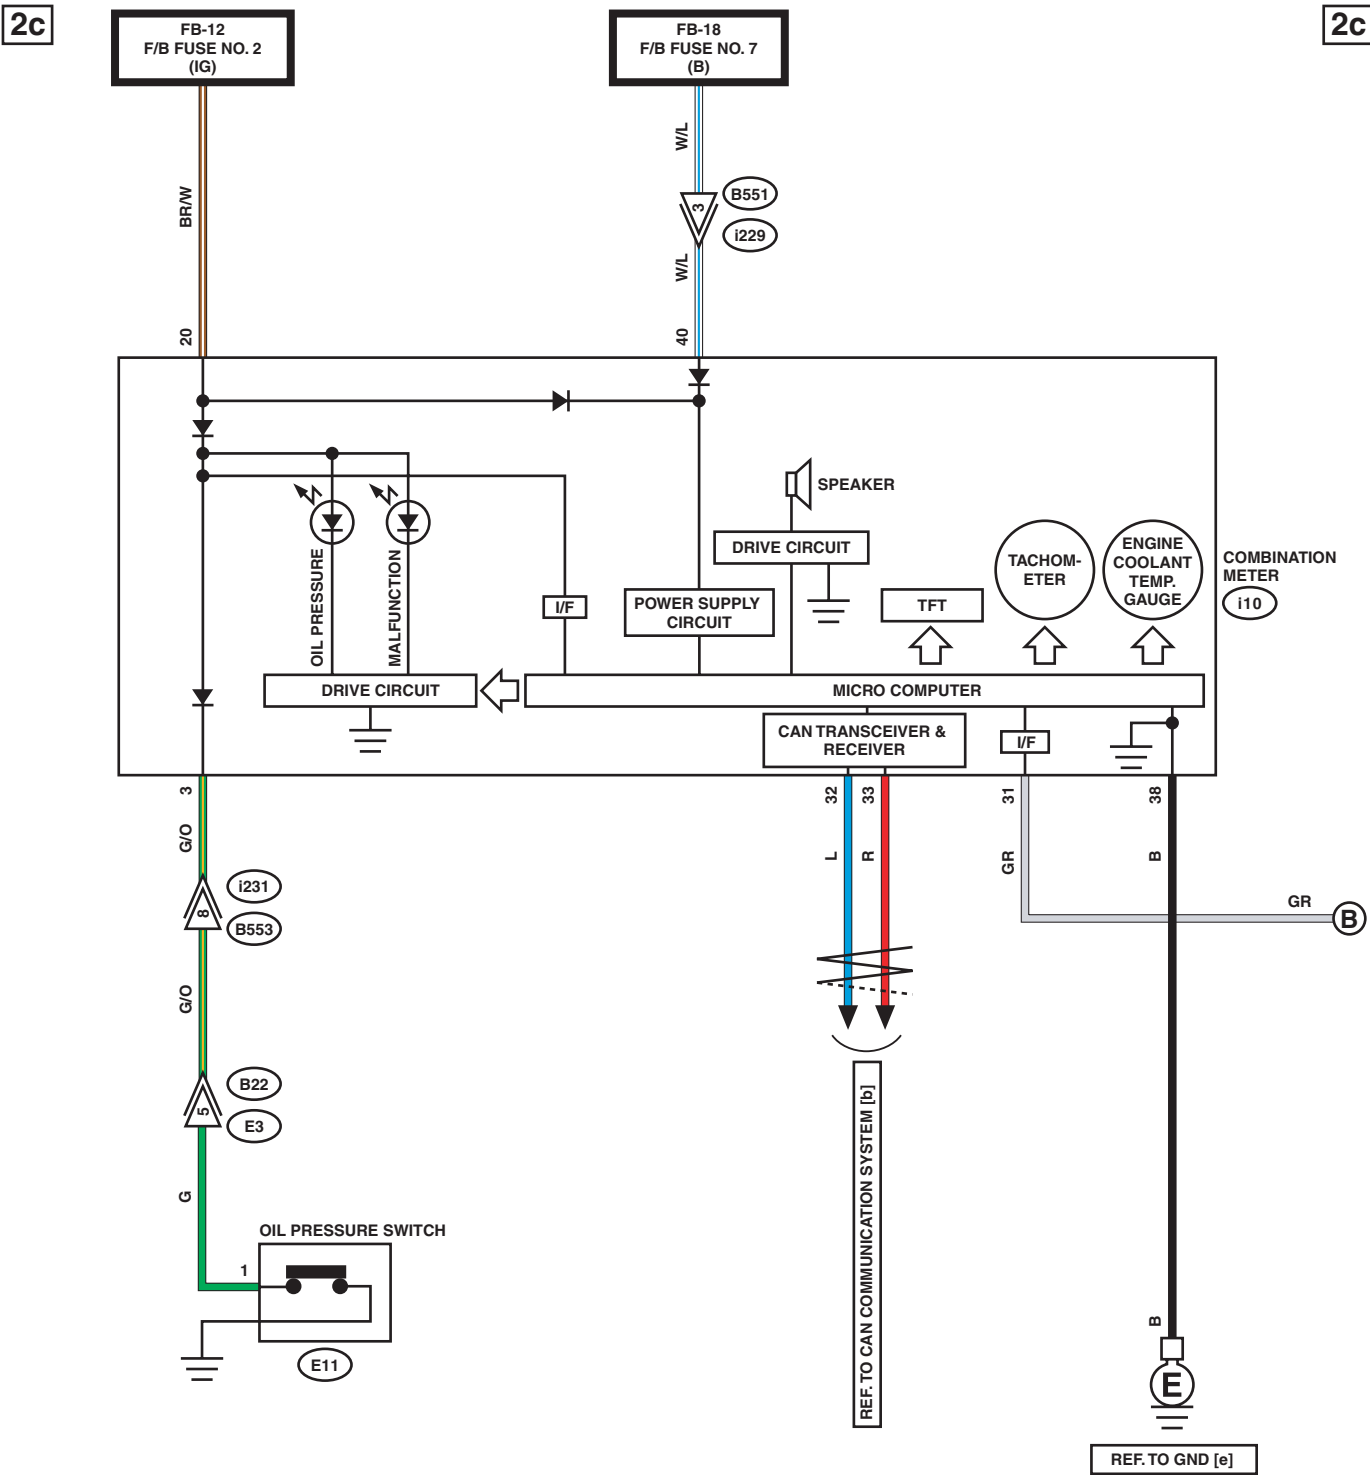 2c
2c
FB-12
F/B FUSE NO. 2
(IG)
FB-18
F/B FUSE NO. 7
(B)
BR/W
W/L
3
B551
i229
W/L
20
40
SPEAKER
DRIVE CIRCUIT
OIL PRESSURE
MALFUNCTION
I/F
POWER SUPPLY
CIRCUIT
TFT
TACHOM-
ETER
ENGINE
COOLANT
TEMP.
GAUGE
COMBINATION
METER
i10
DRIVE CIRCUIT
MICRO COMPUTER
CAN TRANSCEIVER &
RECEIVER
I/F
3
32
33
31
38
G/O
L
R
GR
B
i231
8
B553
GR
B
G/O
B22
5
E3
G
OIL PRESSURE SWITCH
1
E11
REF. TO CAN COMMUNICATION SYSTEM [b]
B
E
REF. TO GND [e]